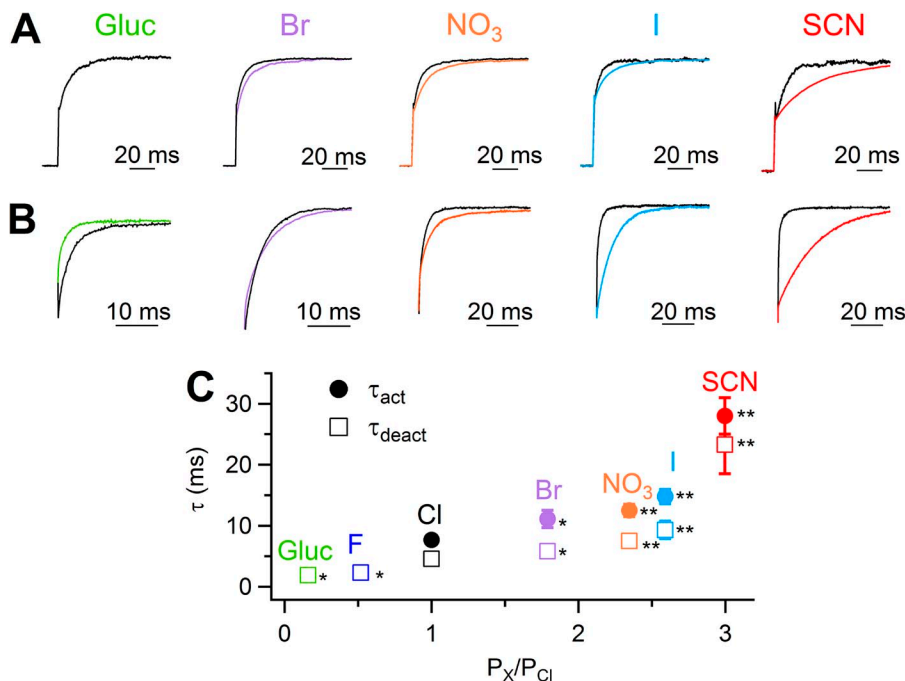 A Gluc Br NO3 I SCN
20 ms 20 ms 20 ms 20 ms 20 ms
B
10 ms 10 ms 20 ms 20 ms 20 ms
C
τact
τdeact
SCN
**
**
I
NO3
**
**
**
**
Br
*
*
Cl
F
*
Gluc
*
τ (ms)
30
20
10
0
0 1 2 3
PX/PCl